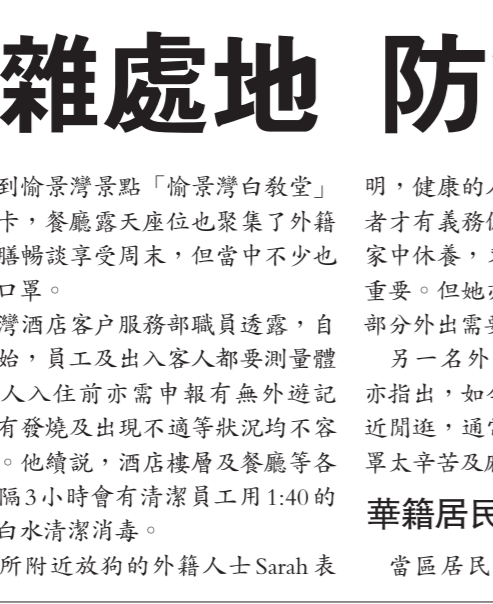 雜處地 防
到愉景灣景點「愉景灣白教堂」
卡，餐廳露天座位也聚集了外籍
膳暢談享受周末，但當中不少也
口罩。
灣酒店客户服務部職員透露，自
始，員工及出入客人都要測量體
人入住前亦需申報有無外遊記
有發燒及出現不適等狀況均不容
。他續説，酒店樓層及餐廳等各
隔3小時會有清潔員工用1:40的
白水清潔消毒。
所附近放狗的外籍人士Sarah表
明，健康的
者才有義務
家中休養，
重要。但她
部分外出需
另一名外
亦指出，如
近閒逛，通
罩太辛苦及
華籍居民
當區居民